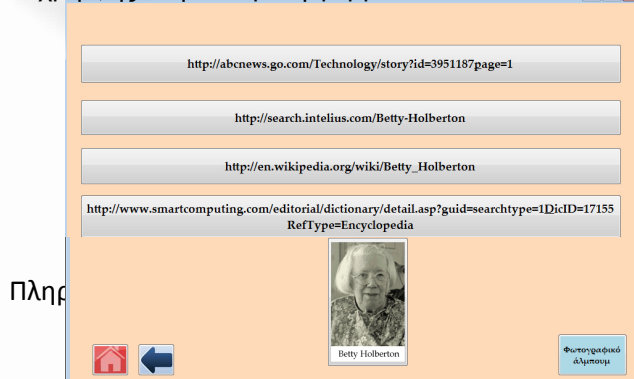 http://abcnews.go.com/Technology/story?id=3951187page=1
http://search.intelius.com/Betty-Holberton
http://en.wikipedia.org/wiki/Betty_Holberton
http://www.smartcomputing.com/editorial/dictionary/detail.asp?guid=searchtype=1DicID=17155
RefType=Encyclopedia
Πληρ
Betty Holberton
Φωτογραφικό
άλμπουμ